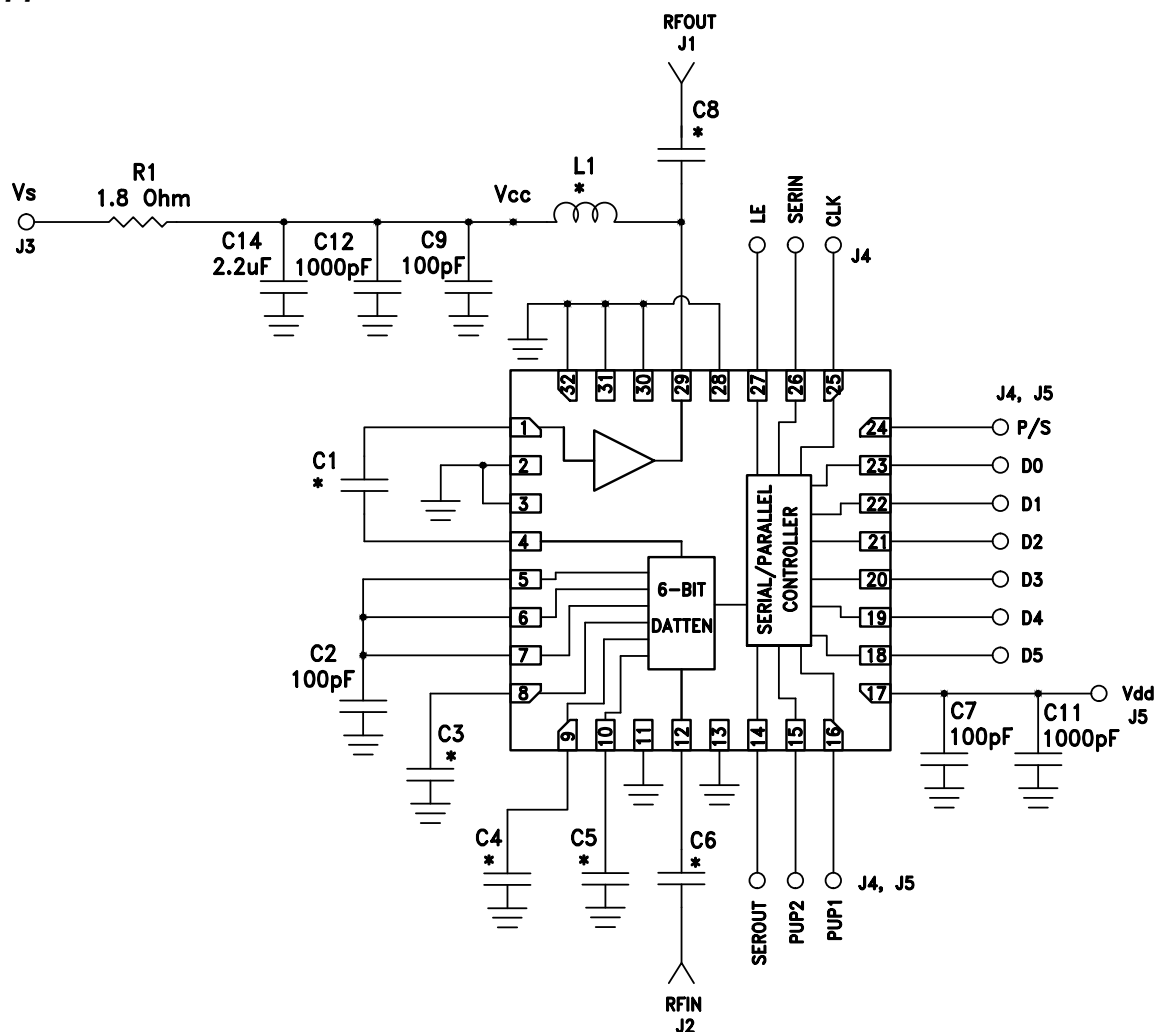 RFOUT
J1
C8
*
R1
1.8 Ohm
Vs
J3
Vcc
L1
*
C14
2.2uF
C12
1000pF
C9
100pF
LE
SERIN
CLK
J4
32
31
30
29
28
27
26
25
J4, J5
1
2
3
4
5
6
7
8
24
P/S
23
D0
22
D1
21
D2
20
D3
19
D4
18
D5
17
Vdd
J5
C1
*
SERIAL/PARALLEL
CONTROLLER
6-BIT
DATTEN
C2
100pF
C3
*
C7
100pF
C11
1000pF
9
10
11
12
13
14
15
16
C4
*
C5
*
C6
*
J4, J5
SEROUT
PUP2
PUP1
RFIN
J2